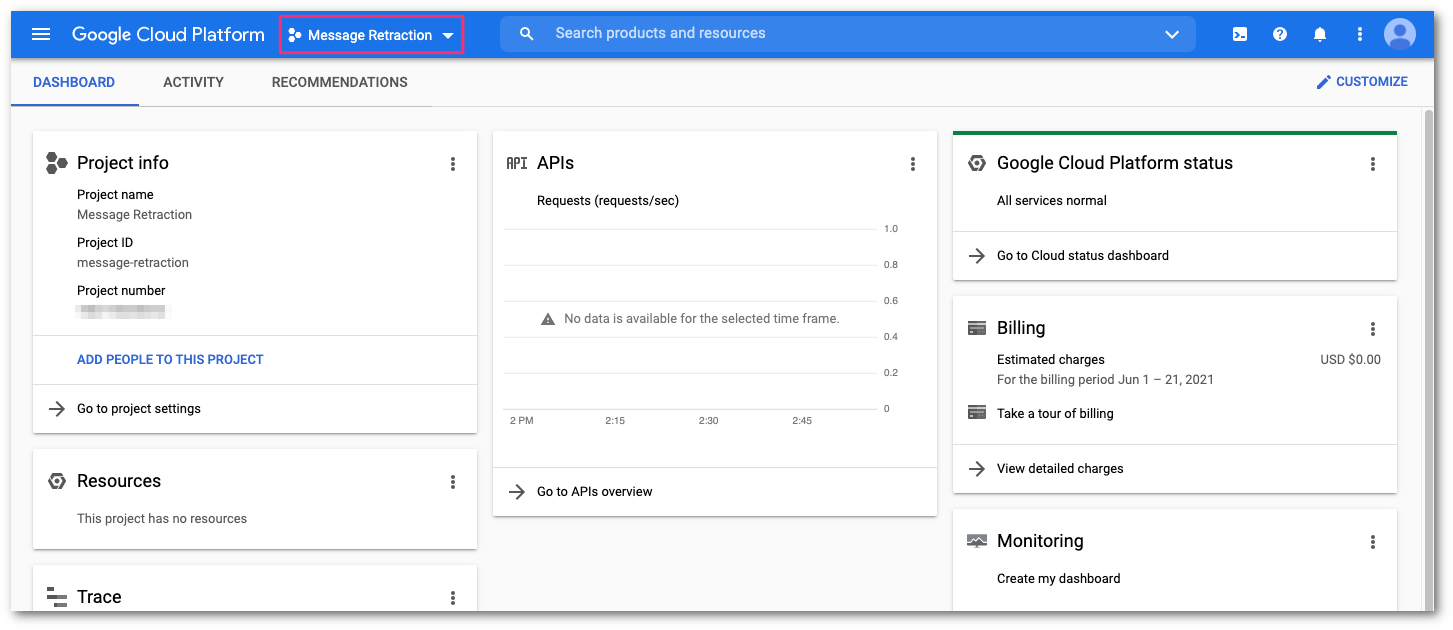 Google Cloud Platform
Message Retraction
Search products and resources
DASHBOARD
ACTIVITY
RECOMMENDATIONS
CUSTOMIZE
Project info
Project name
Message Retraction
Project ID
message-retraction
Project number
ADD PEOPLE TO THIS PROJECT
Go to project settings
Resources
This project has no resources
Trace
API APIs
Requests (requests/sec)
1.0
0.8
0.6
No data is available for the selected time frame.
0.4
0.2
0
2 PM 2:15 2:30 2:45
Go to APIs overview
Google Cloud Platform status
All services normal
Go to Cloud status dashboard
Billing
Estimated charges USD $0.00
For the billing period Jun 1 – 21, 2021
Take a tour of billing
View detailed charges
Monitoring
Create my dashboard